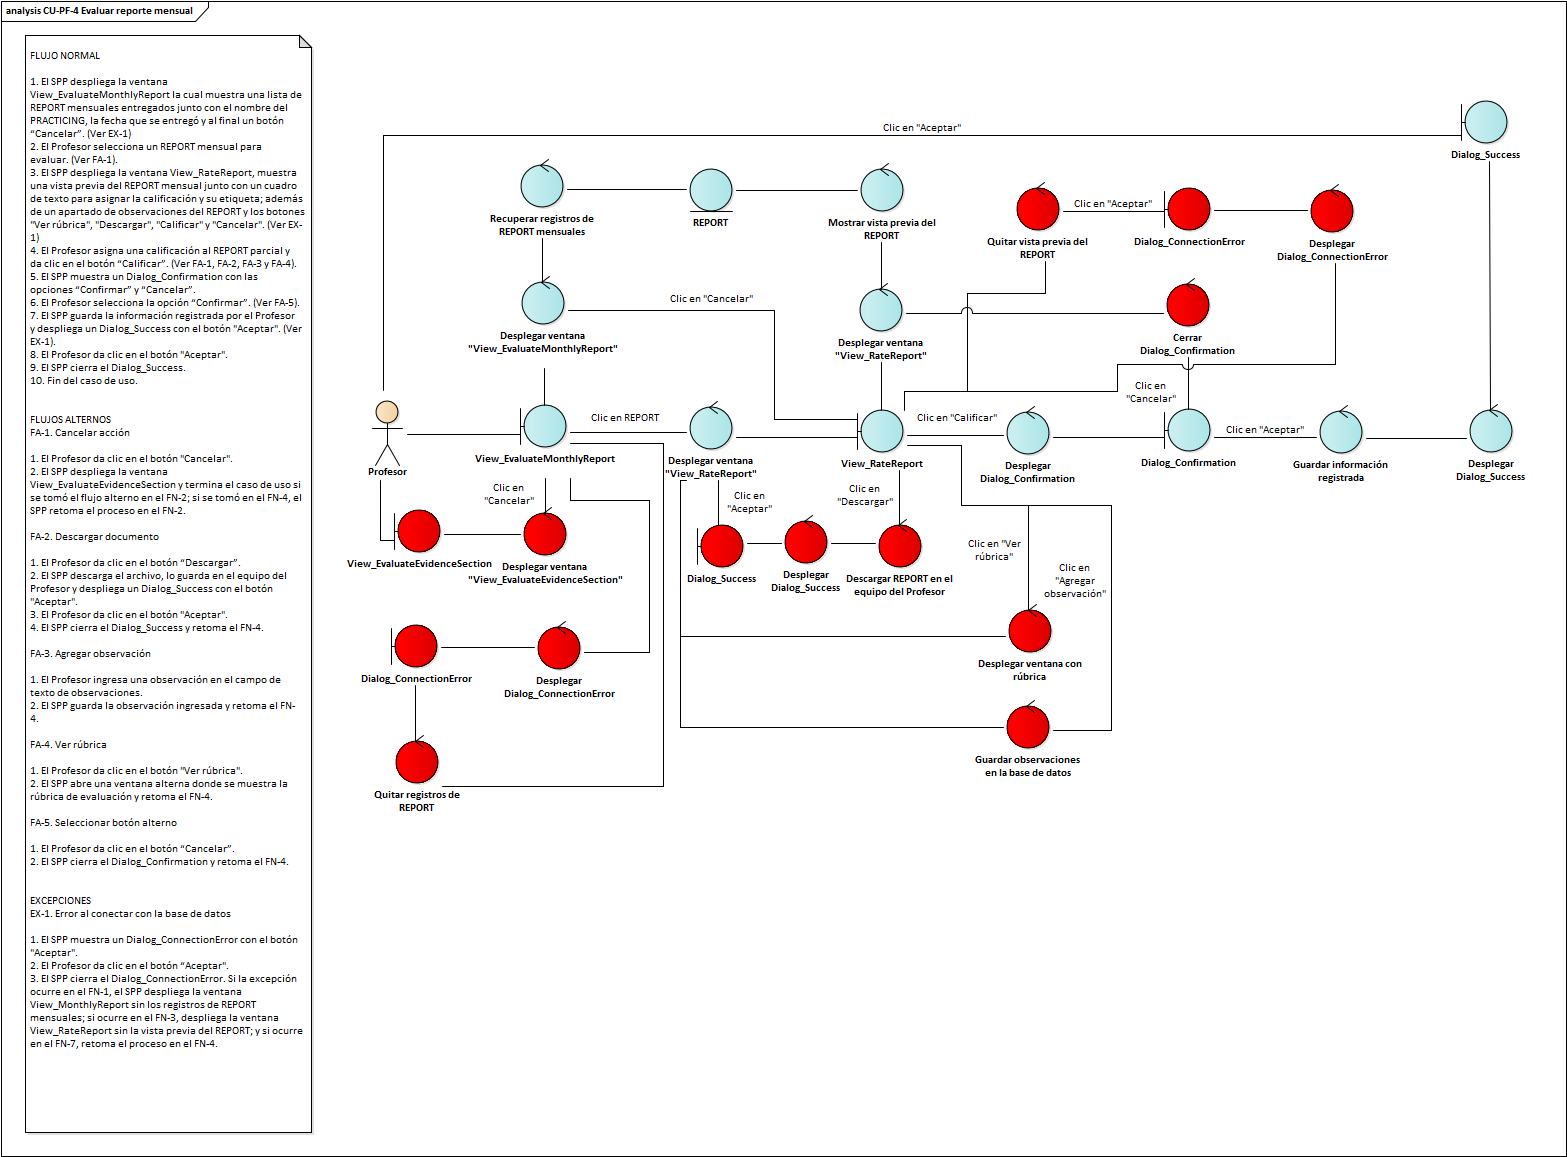 analysis CU-PF-4 Evaluar reporte mensual
FLUJO NORMAL
1. El SPP despliega la ventana
View_EvaluateMonthlyReport la cual muestra una lista de
REPORT mensuales entregados junto con el nombre del
PRACTICING, la fecha que se entregó y al final un botón
“Cancelar”. (Ver EX-1)
2. El Profesor selecciona un REPORT mensual para
evaluar. (Ver FA-1).
3. El SPP despliega la ventana View_RateReport, muestra
una vista previa del REPORT mensual junto con un cuadro
de texto para asignar la calificación y su etiqueta; además
de un apartado de observaciones del REPORT y los botones
"Ver rúbrica", "Descargar", "Calificar" y "Cancelar". (Ver EX-
1)
4. El Profesor asigna una calificación al REPORT parcial y
da clic en el botón “Calificar”. (Ver FA-1, FA-2, FA-3 y FA-4).
5. El SPP muestra un Dialog_Confirmation con las
opciones “Confirmar” y “Cancelar”.
6. El Profesor selecciona la opción “Confirmar”. (Ver FA-5).
7. El SPP guarda la información registrada por el Profesor
y despliega un Dialog_Success con el botón "Aceptar". (Ver
EX-1).
8. El Profesor da clic en el botón "Aceptar".
9. El SPP cierra el Dialog_Success.
10. Fin del caso de uso.
FLUJOS ALTERNOS
FA-1. Cancelar acción
1. El Profesor da clic en el botón "Cancelar".
2. El SPP despliega la ventana
View_EvaluateEvidenceSection y termina el caso de uso si
se tomó el flujo alterno en el FN-2; si se tomó en el FN-4, el
SPP retoma el proceso en el FN-2.
FA-2. Descargar documento
1. El Profesor da clic en el botón “Descargar”.
2. El SPP descarga el archivo, lo guarda en el equipo del
Profesor y despliega un Dialog_Success con el botón
"Aceptar".
3. El Profesor da clic en el botón "Aceptar".
4. El SPP cierra el Dialog_Success y retoma el FN-4.
FA-3. Agregar observación
1. El Profesor ingresa una observación en el campo de
texto de observaciones.
2. El SPP guarda la observación ingresada y retoma el FN-
4.
FA-4. Ver rúbrica
1. El Profesor da clic en el botón "Ver rúbrica".
2. El SPP abre una ventana alterna donde se muestra la
rúbrica de evaluación y retoma el FN-4.
FA-5. Seleccionar botón alterno
1. El Profesor da clic en el botón “Cancelar”.
2. El SPP cierra el Dialog_Confirmation y retoma el FN-4.
EXCEPCIONES
EX-1. Error al conectar con la base de datos
1. El SPP muestra un Dialog_ConnectionError con el botón
"Aceptar".
2. El Profesor da clic en el botón “Aceptar".
3. El SPP cierra el Dialog_ConnectionError. Si la excepción
ocurre en el FN-1, el SPP despliega la ventana
View_MonthlyReport sin los registros de REPORT
mensuales; si ocurre en el FN-3, despliega la ventana
View_RateReport sin la vista previa del REPORT; y si ocurre
en el FN-7, retoma el proceso en el FN-4.
Clic en "Aceptar"
Dialog_Success
Recuperar registros de
REPORT mensuales
REPORT
Mostrar vista previa del
REPORT
Quitar vista previa del
REPORT
Clic en "Aceptar"
Dialog_ConnectionError
Desplegar
Dialog_ConnectionError
Desplegar ventana
"View_EvaluateMonthlyReport"
Clic en "Cancelar"
Desplegar ventana
"View_RateReport"
Cerrar
Dialog_Confirmation
Clic en
"Cancelar"
Profesor
View_EvaluateMonthlyReport
Clic en REPORT
Desplegar ventana
"View_RateReport"
View_RateReport
Clic en "Calificar"
Desplegar
Dialog_Confirmation
Dialog_Confirmation
Clic en "Aceptar"
Guardar información
registrada
Desplegar
Dialog_Success
Clic en
"Cancelar"
View_EvaluateEvidenceSection
Desplegar ventana
"View_EvaluateEvidenceSection"
Clic en
"Aceptar"
Clic en
"Descargar"
Dialog_Success
Desplegar
Dialog_Success
Descargar REPORT en el
equipo del Profesor
Clic en "Ver
rúbrica"
Clic en
"Agregar
observación"
Dialog_ConnectionError
Desplegar
Dialog_ConnectionError
Desplegar ventana con
rúbrica
Quitar registros de
REPORT
Guardar observaciones
en la base de datos